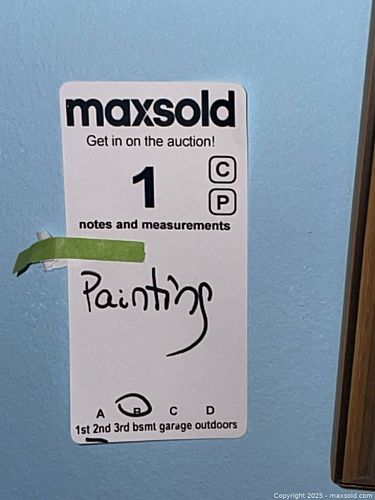 maxsold
Get in on the auction!
1
C
P
notes and measurements
Painting
A B C D
1st 2nd 3rd bsmt garage outdoors
Copyright 2025 - maxsold.com